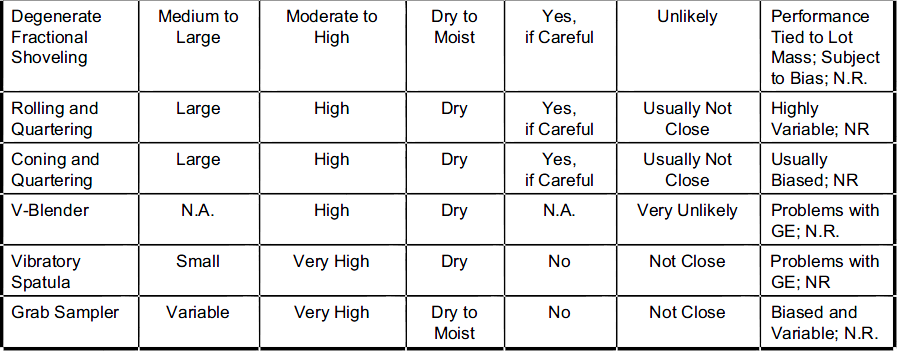 Degenerate Fractional Shoveling | Medium to Large | Moderate to High | Dry to Moist | Yes, if Careful | Unlikely | Performance Tied to Lot Mass; Subject to Bias; N.R.
Rolling and Quartering | Large | High | Dry | Yes, if Careful | Usually Not Close | Highly Variable; NR
Coning and Quartering | Large | High | Dry | Yes, if Careful | Usually Not Close | Usually Biased; NR
V-Blender | N.A. | High | Dry | N.A. | Very Unlikely | Problems with GE; N.R.
Vibratory Spatula | Small | Very High | Dry | No | Not Close | Problems with GE; NR
Grab Sampler | Variable | Very High | Dry to Moist | No | Not Close | Biased and Variable; N.R.